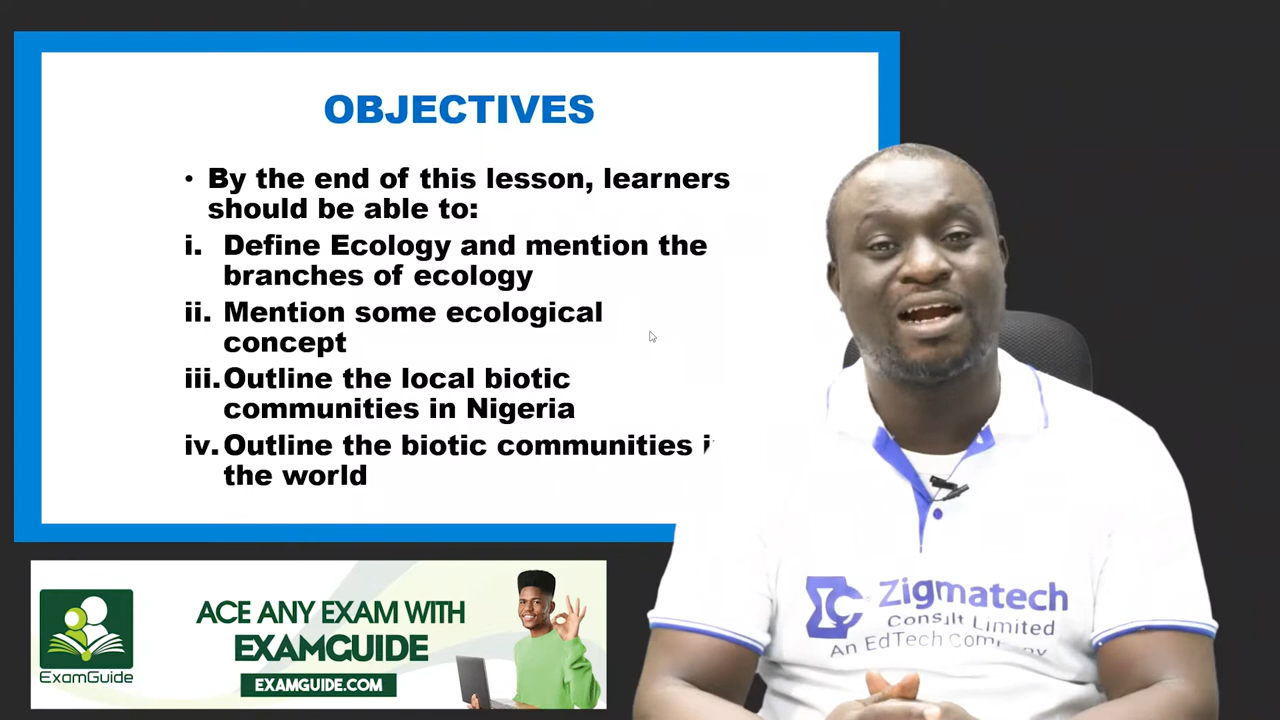 OBJECTIVES
• By the end of this lesson, learners
should be able to:
i. Define Ecology and mention the
branches of ecology
ii. Mention some ecological
concept
iii. Outline the local biotic
communities in Nigeria
iv. Outline the biotic communities
the world
ACE ANY EXAM WITH
EXAMGUIDE
EXAMGUIDE.COM
ExamGuide
Zigmatech
Consult Limited
An EdTech